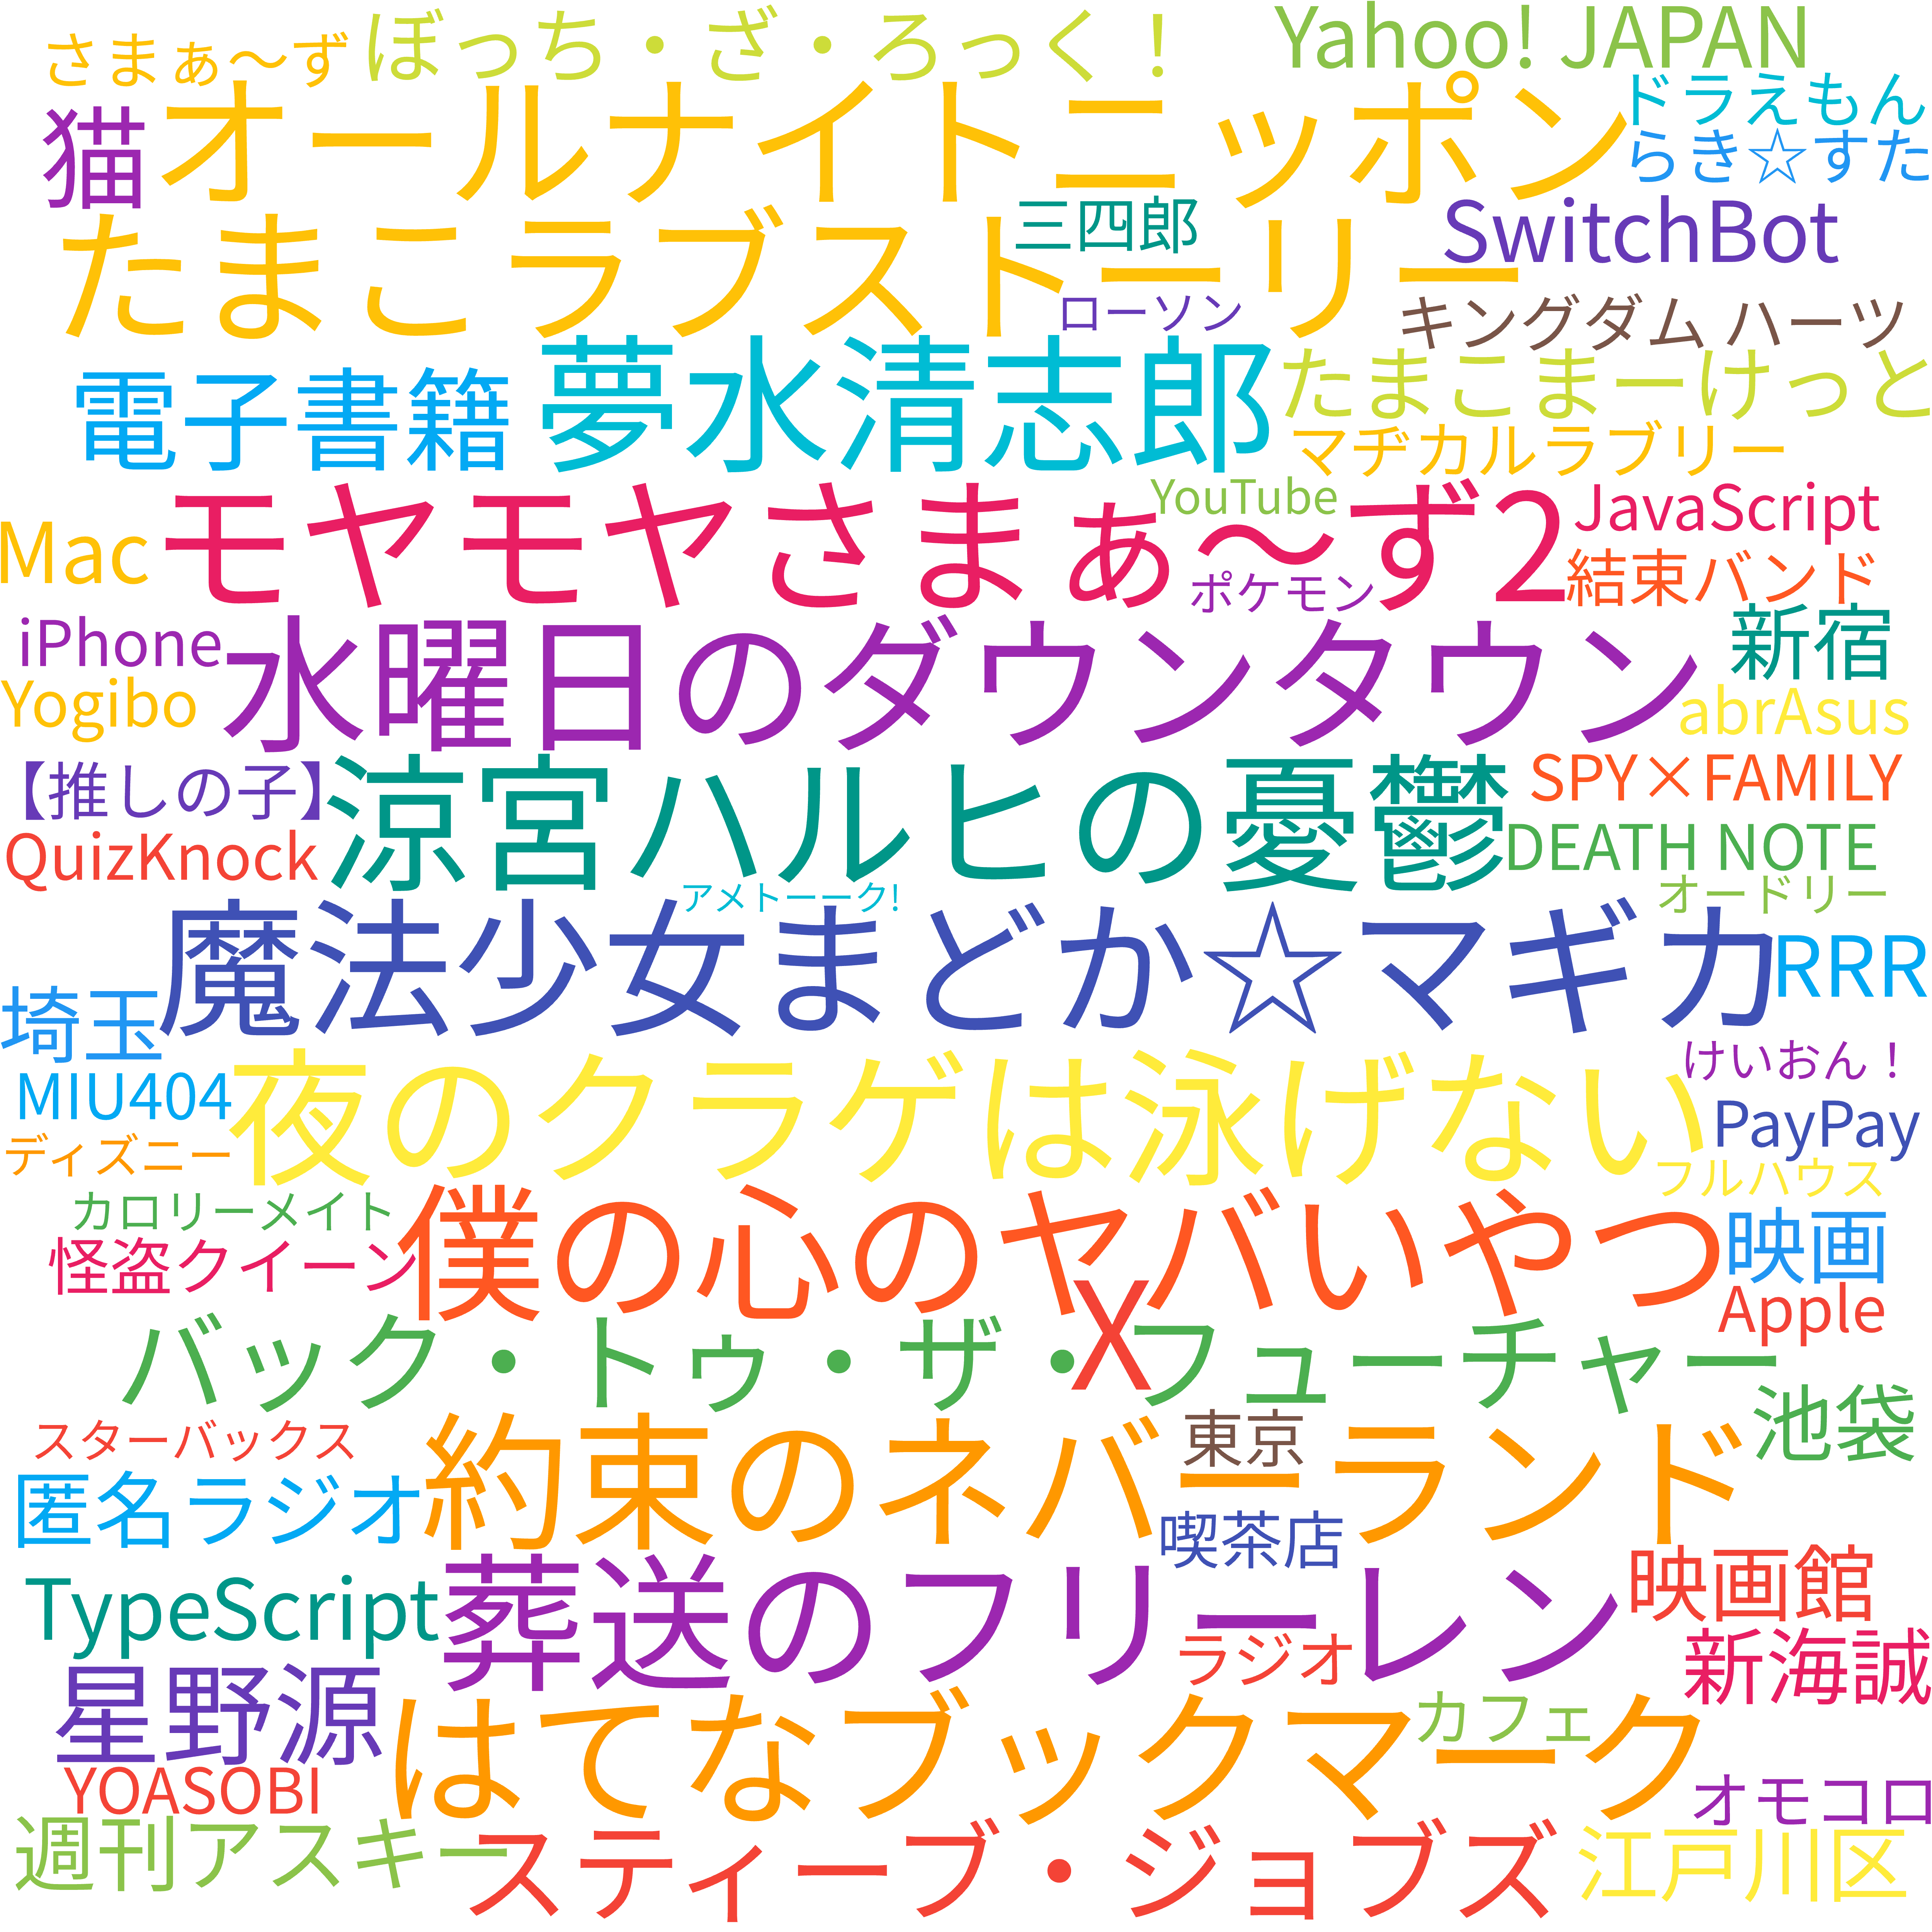 さまぁ〜ず
ぼっち・ざ・ろっく！
Yahoo! JAPAN
猫
オールナイトニッポン
ドラえもん
らき☆すた
三四郎
SwitchBot
たまこラブストーリー
ローソン
キングダム ハーツ
電子書籍
夢水清志郎
たまこまーけっと
マヂカルラブリー
YouTube
JavaScript
Mac
モヤモヤさまぁ〜ず2
ポケモン
結束バンド
iPhone
水曜日のダウンタウン
新宿
Yogibo
abrAsus
【推しの子】
涼宮ハルヒの憂鬱
SPY×FAMILY
QuizKnock
DEATH NOTE
アメトーーク!
オードリー
魔法少女まどか☆マギカ
RRR
埼玉
けいおん！
MIU404
夜のクラゲは泳げない
PayPay
ディズニー
フルハウス
カロリーメイト
僕の心のヤバいやつ
映画
怪盗クイーン
X
Apple
バック・トゥ・ザ・フューチャー
池袋
スターバックス
約束のネバーランド
東京
匿名ラジオ
喫茶店
TypeScript
葬送のフリーレン
映画館
ラジオ
新海誠
星野源
はてなブックマーク
カフェ
YOASOBI
オモコロ
週刊アスキー
スティーブ・ジョブズ
江戸川区